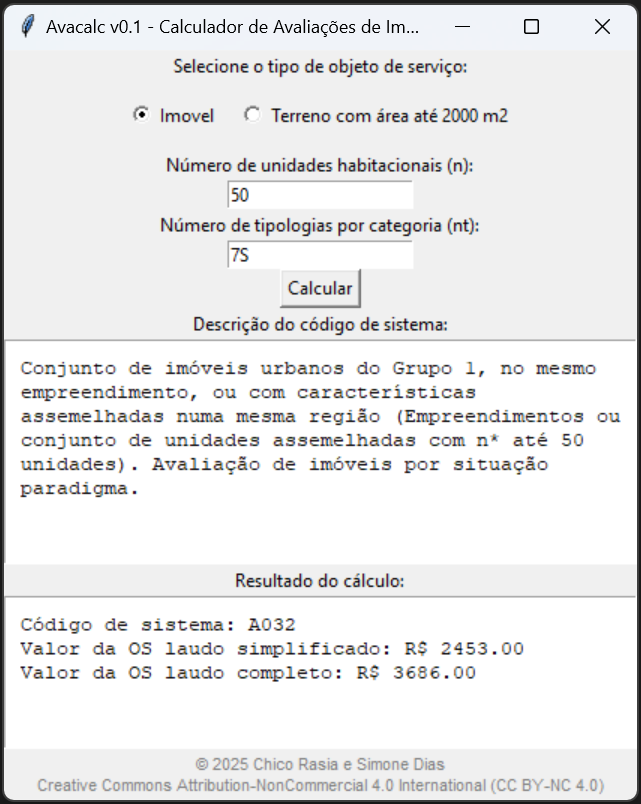 Avacalc v0.1 - Calculador de Avaliações de Im...
Selecione o tipo de objeto de serviço:
Imovel Terreno com área até 2000 m2
Número de unidades habitacionais (n):
50
Número de tipologias por categoria (nt):
7S
Calcular
Descrição do código de sistema:
Conjunto de imóveis urbanos do Grupo 1, no mesmo
empreendimento, ou com características
assemelhadas numa mesma região (Empreendimentos ou
conjunto de unidades assemelhadas com n* até 50
unidades). Avaliação de imóveis por situação
paradigma.
Resultado do cálculo:
Código de sistema: A032
Valor da OS laudo simplificado: R$ 2453.00
Valor da OS laudo completo: R$ 3686.00
© 2025 Chico Rasia e Simone Dias
Creative Commons Attribution-NonCommercial 4.0 International (CC BY-NC 4.0)